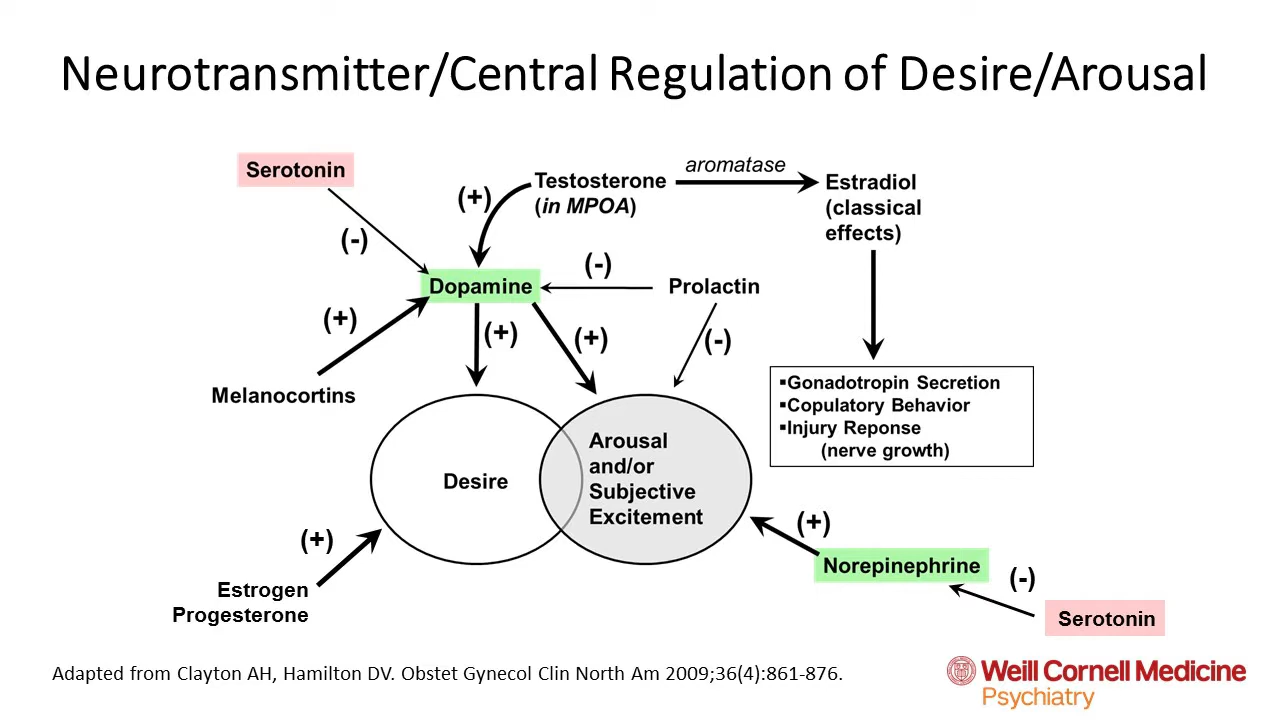 Neurotransmitter/Central Regulation of Desire/Arousal
Serotonin
(-)
Testosterone
(in MPOA)
aromatase
Estradiol
(classical
effects)
(+)
Dopamine
(-)
Prolactin
(+)
(+)
(+)
(-)
Melanocortins
▪Gonadotropin Secretion
▪Copulatory Behavior
▪Injury Reponse
(nerve growth)
Desire
Arousal
and/or
Subjective
Excitement
(+)
Estrogen
Progesterone
(+)
Norepinephrine
(-)
Serotonin
Adapted from Clayton AH, Hamilton DV. Obstet Gynecol Clin North Am 2009;36(4):861-876.
Weill Cornell Medicine
Psychiatry